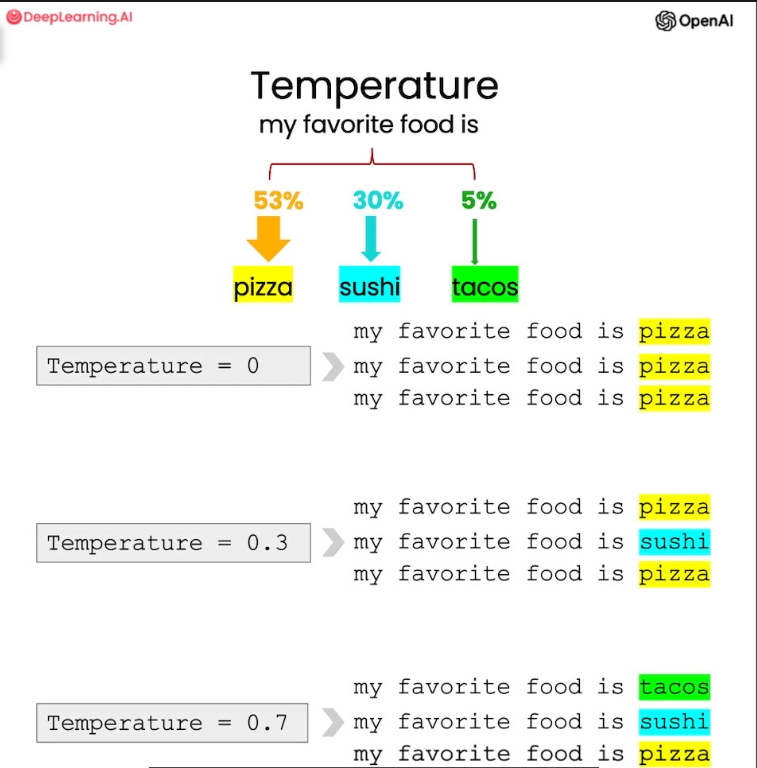 DeepLearning.AI
OpenAI
Temperature
my favorite food is
53% 30% 5%
pizza sushi tacos
my favorite food is pizza
Temperature = 0 my favorite food is pizza
my favorite food is pizza
my favorite food is pizza
Temperature = 0.3 my favorite food is sushi
my favorite food is pizza
my favorite food is tacos
Temperature = 0.7 my favorite food is sushi
my favorite food is pizza